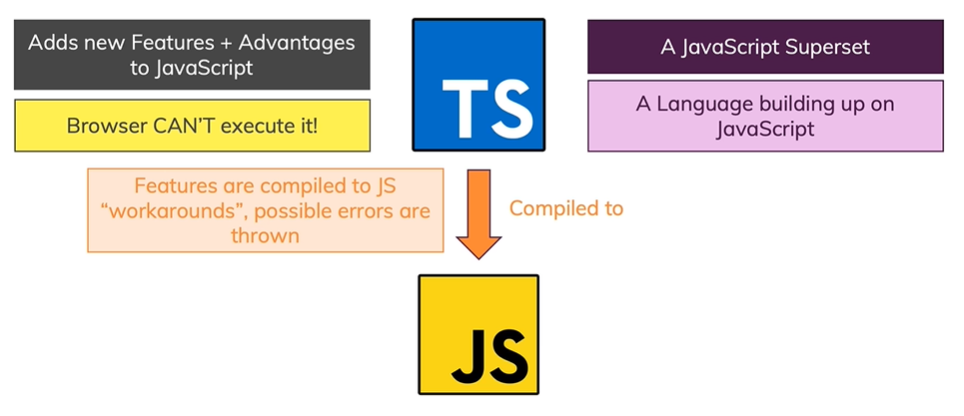 Adds new Features + Advantages
to JavaScript
Browser CAN’T execute it!
TS
A JavaScript Superset
A Language building up on
JavaScript
Features are compiled to JS
“workarounds”, possible errors are
thrown
Compiled to
JS